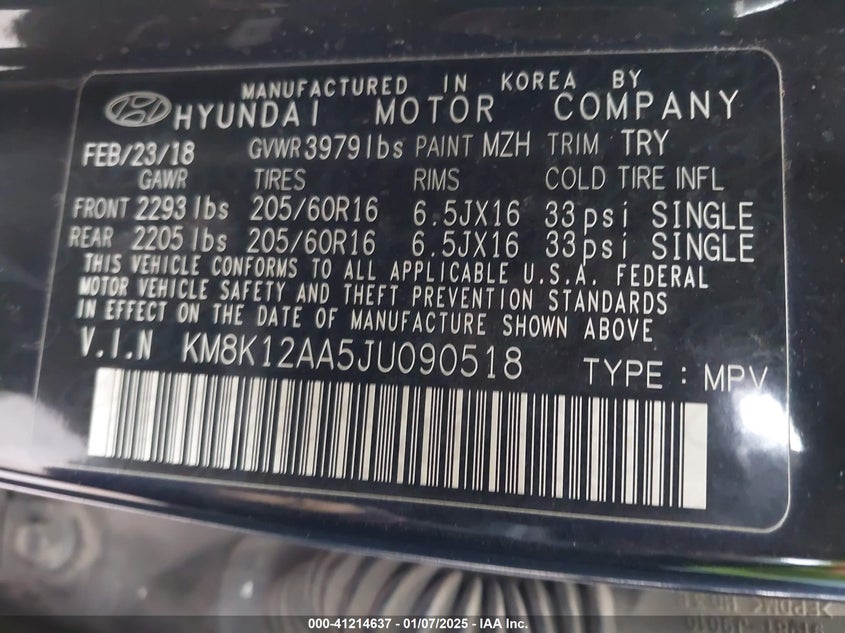 MANUFACTURED IN KOREA BY
HYUNDAI MOTOR COMPANY
FEB/23/18 GVWR 3979lbs PAINT MZH TRIM TRY
GAWR TIRES RIMS COLD TIRE INFL
FRONT 2293 lbs 205/60R16 6.5JX16 33psi SINGLE
REAR 2205 lbs 205/60R16 6.5JX16 33psi SINGLE
THIS VEHICLE CONFORMS TO ALL APPLICABLE U.S.A. FEDERAL
MOTOR VEHICLE SAFETY AND THEFT PREVENTION STANDARDS
IN EFFECT ON THE DATE OF MANUFACTURE SHOWN ABOVE
V.I.N KM8K12AA5JU090518 TYPE : MPV
000-41214637 - 01/07/2025 - IAA Inc.